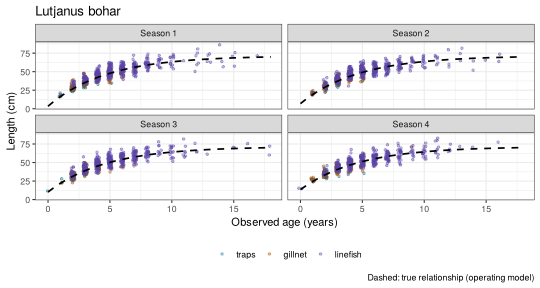 Lutjanus bohar
Season 1
Season 2
75
50
25
0
Season 3
Season 4
75
50
25
0
0 5 10 15
0 5 10 15
Length (cm)
Observed age (years)
traps gillnet linefish
Dashed: true relationship (operating model)